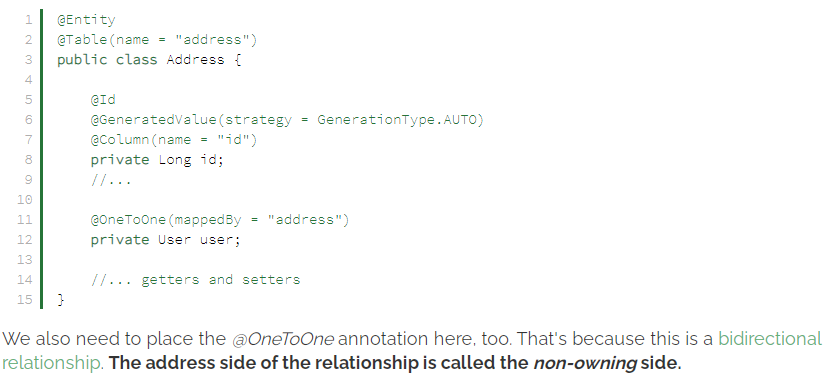 1 @Entity
2 @Table(name = "address")
3 public class Address {
4
5     @Id
6     @GeneratedValue(strategy = GenerationType.AUTO)
7     @Column(name = "id")
8     private Long id;
9     //...
10
11     @OneToOne(mappedBy = "address")
12     private User user;
13
14     //... getters and setters
15 }
We also need to place the @OneToOne annotation here, too. That's because this is a bidirectional
relationship. The address side of the relationship is called the non-owning side.